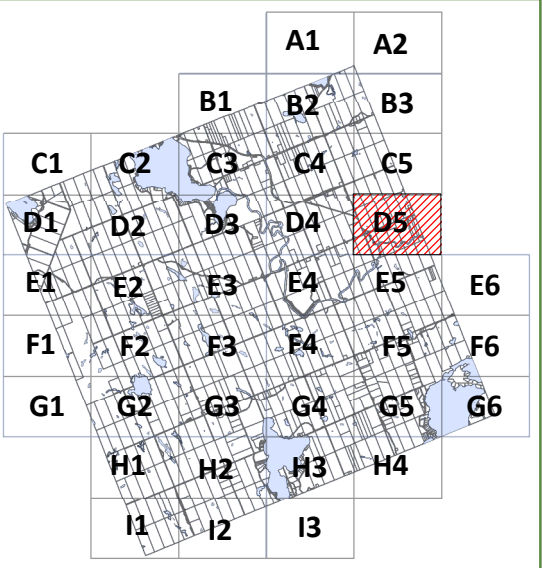 A1 A2
B1 B2 B3
C1 C2 C3 C4 C5
D1 D2 D3 D4 D5
E1 E2 E3 E4 E5 E6
F1 F2 F3 F4 F5 F6
G1 G2 G3 G4 G5 G6
H1 H2 H3 H4
I1 I2 I3